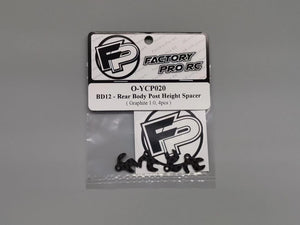 FP
FACTORY
PRO RC
O-YCP020
BD12 - Rear Body Post Height Spacer
( Graphite 1.0, 4pcs )
FP